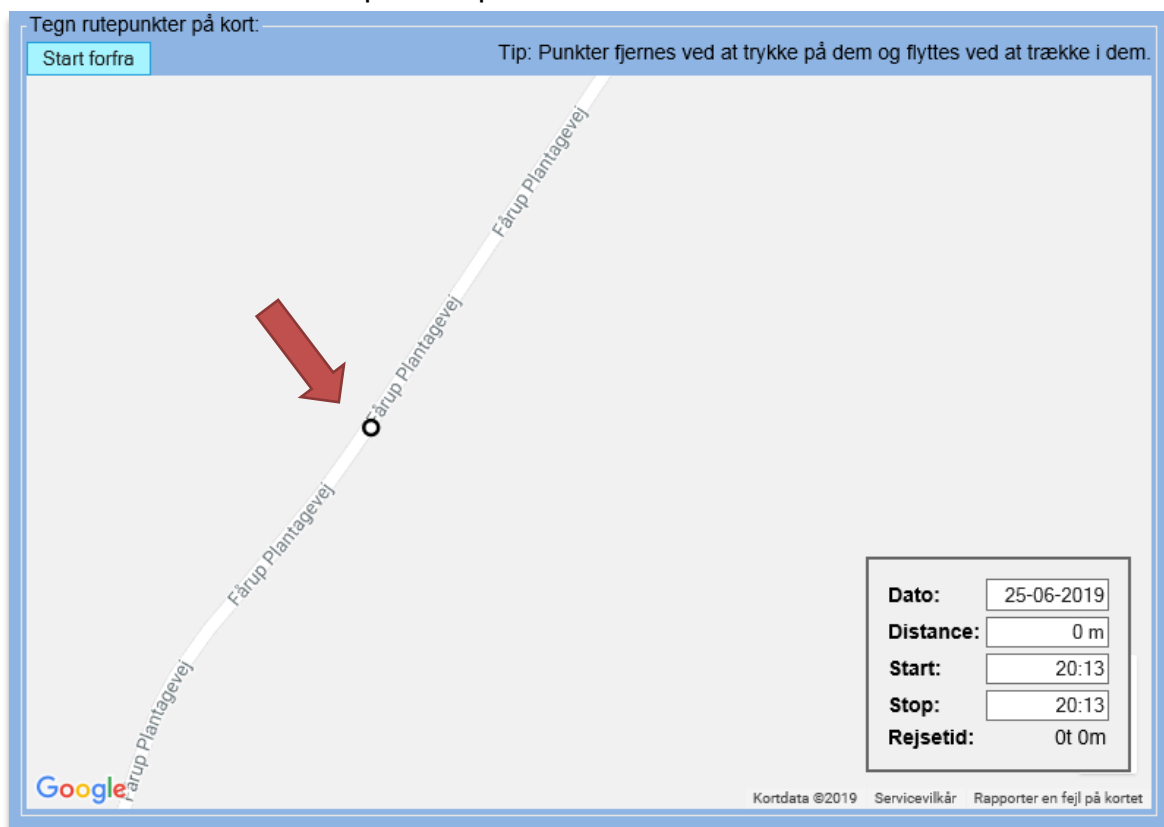 Tegn rutepunkter på kort:
Start forfra
Tip: Punkter fjernes ved at trykke på dem og flyttes ved at trække i dem.
Fårup Plantagevej
Fårup Plantagevej
Fårup Plantagevej
Fårup Plantagevej
Dato: 25-06-2019
Distance: 0 m
Start: 20:13
Stop: 20:13
Rejsetid: 0t 0m
Google
Kortdata ©2019 Servicevilkår Rapporter en fejl på kortet